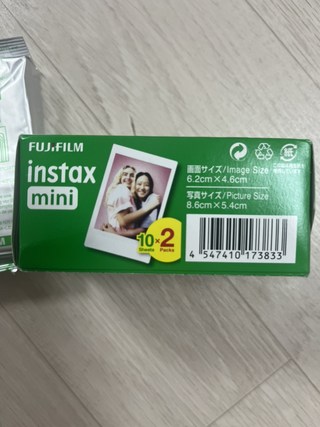 FUJIFILM
instax
mini
10×2
Sheets Packs
画面サイズ/Image Size
6.2cm×4.6cm
写真サイズ/Picture Size
8.6cm×5.4cm
紙
4 547410 173833